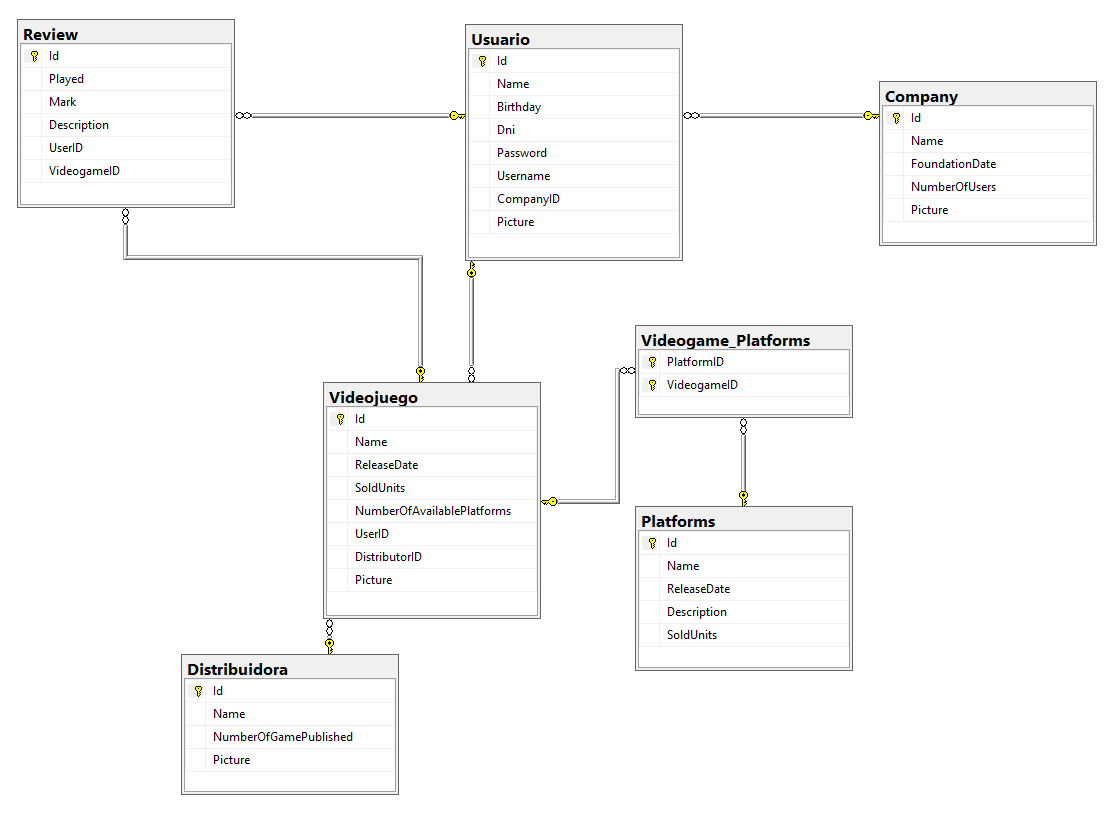 Review
Id
Played
Mark
Description
UserID
VideogameID
Usuario
Id
Name
Birthday
Dni
Password
Username
CompanyID
Picture
Company
Id
Name
FoundationDate
NumberOfUsers
Picture
Videogame_Platforms
PlatformID
VideogameID
Videojuego
Id
Name
ReleaseDate
SoldUnits
NumberOfAvailablePlatforms
UserID
DistributorID
Picture
Platforms
Id
Name
ReleaseDate
Description
SoldUnits
Distribuidora
Id
Name
NumberOfGamePublished
Picture